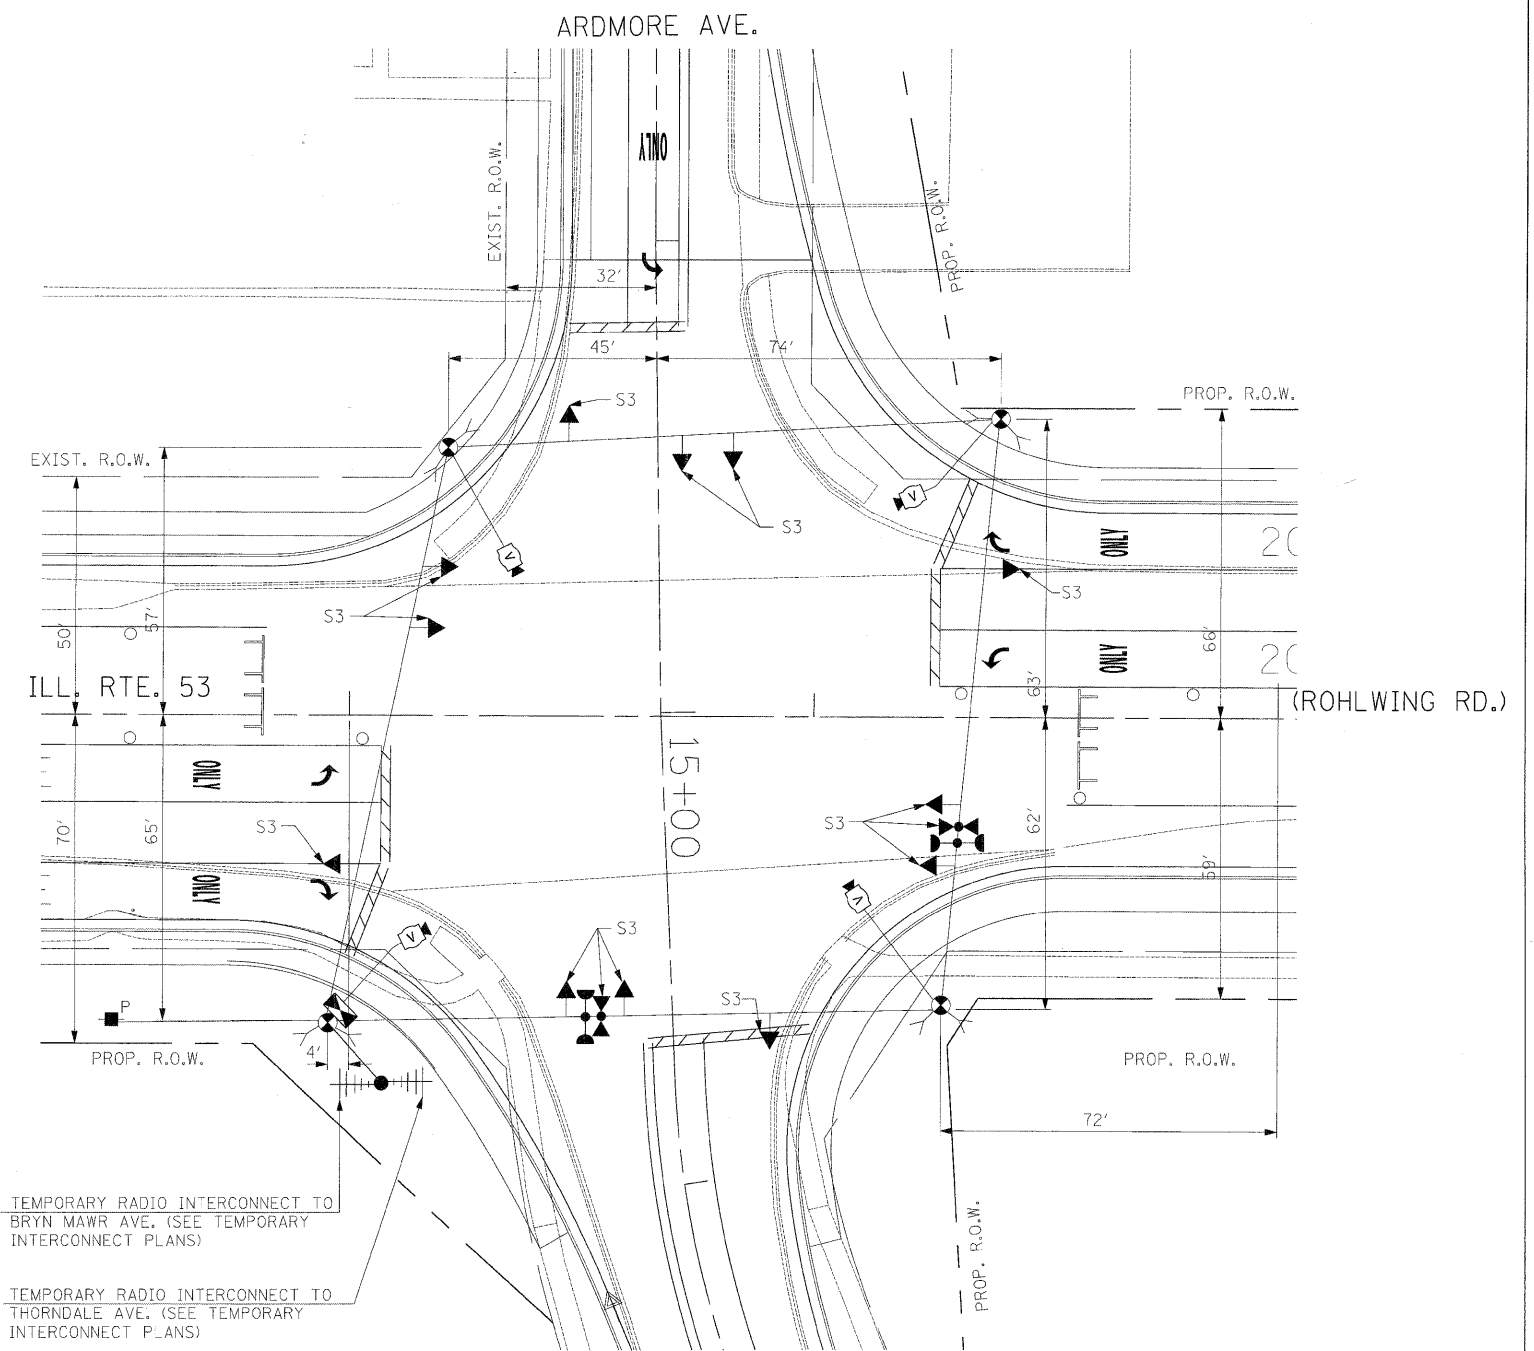 ARDMORE AVE.
ONLY
EXIST. R.O.W.
PROP. R.O.W.
PROP. R.O.W.
32'
45'
74'
S3
PROP. R.O.W.
EXIST. R.O.W.
V
S3
V
ONLY
20
S3
S3
50'
57'
ONLY
20
66'
63'
ILL. RTE. 53
(ROHLWING RD.)
15+00
ONLY
70'
65'
S3
S3
62'
59'
ONLY
V
V
S3
S3
P
4'
PROP. R.O.W.
PROP. R.O.W.
72'
PROP. R.O.W.
TEMPORARY RADIO INTERCONNECT TO
BRYN MAWR AVE. (SEE TEMPORARY
INTERCONNECT PLANS)
TEMPORARY RADIO INTERCONNECT TO
THORNDALE AVE. (SEE TEMPORARY
INTERCONNECT PLANS)